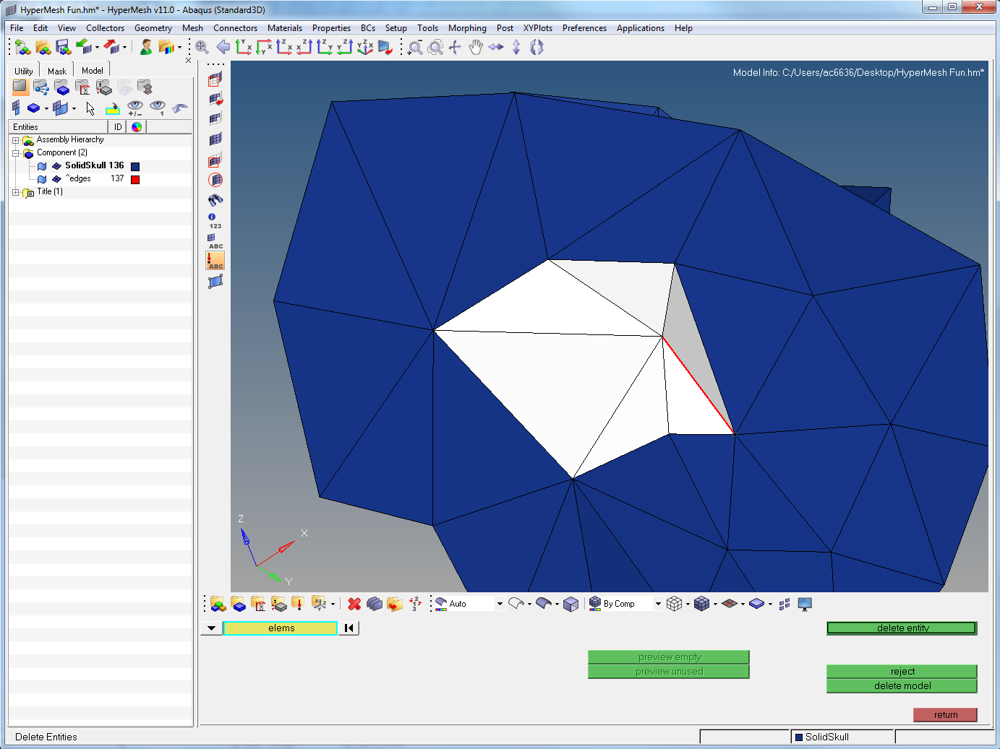 HyperMesh Fun.hm* - HyperMesh v11.0 - Abaqus (Standard3D)
File Edit View Collectors Geometry Mesh Connectors Materials Properties BCs Setup Tools Morphing Post XYPlots Preferences Applications Help
Utility Mask Model
Entities ID
Assembly Hierarchy
Component (2)
SolidSkull 136
^edges 137
Title (1)
123
ABC
ABC
Model Info: C:/Users/ac6636/Desktop/HyperMesh Fun.hm*
Z
X
Y
Auto By Comp
elems delete entity
preview empty
preview unused reject
delete model
return
Delete Entities SolidSkull